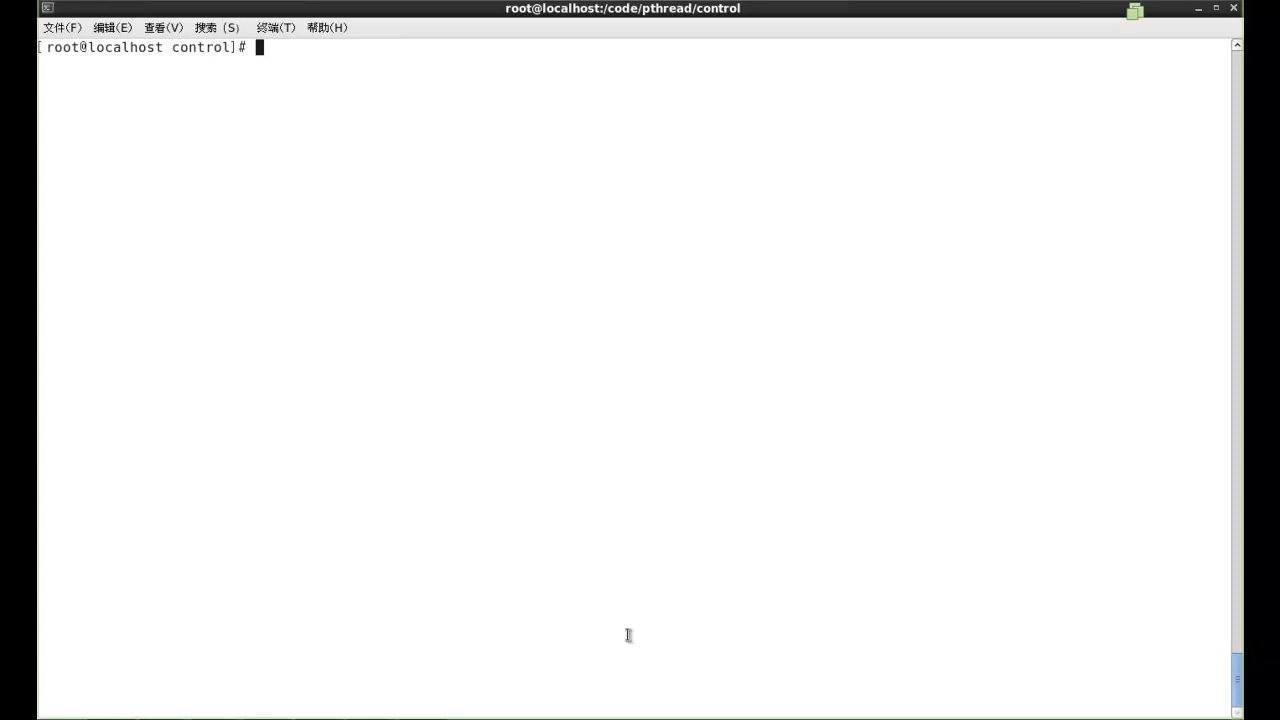 root@localhost:/code/pthread/control
文件(F) 编辑(E) 查看(V) 搜索 (S) 终端(T) 帮助(H)
[root@localhost control]#